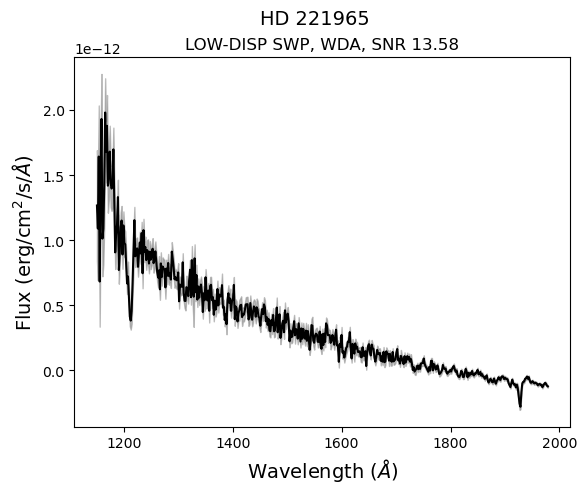 HD 221965
LOW-DISP SWP, WDA, SNR 13.58
1e−12
2.0
1.5
1.0
0.5
0.0
Flux (erg/cm²/s/Å)
1200 1400 1600 1800 2000
Wavelength (Å)